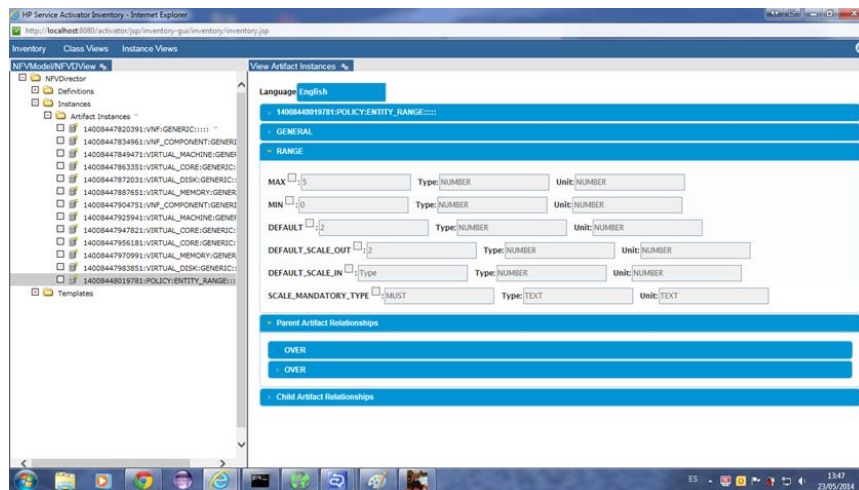 HP Service Activator Inventory - Internet Explorer
http://localhost:8080/activator/jsp/inventory-gui/inventory/inventory.jsp
Inventory Class Views Instance Views
NFVModel/NFVDView
NFVDirector
Definitions
Instances
Artifact Instances
14008447820391:VNF:GENERIC:::::
14008447834961:VNF_COMPONENT:GENERI
14008447849471:VIRTUAL_MACHINE:GENER
14008447863351:VIRTUAL_CORE:GENERIC:
14008447872031:VIRTUAL_DISK:GENERIC::
14008447887651:VIRTUAL_MEMORY:GENER
14008447904751:VNF_COMPONENT:GENERI
14008447925941:VIRTUAL_MACHINE:GENER
14008447947821:VIRTUAL_CORE:GENERIC:
14008447956181:VIRTUAL_CORE:GENERIC:
14008447970991:VIRTUAL_MEMORY:GENER
14008447983851:VIRTUAL_DISK:GENERIC::
14008448019781:POLICY:ENTITY_RANGE:::
Templates
View Artifact Instances
Language English
14008448019781:POLICY:ENTITY_RANGE:::::
GENERAL
RANGE
MAX : 5 Type: NUMBER Unit: NUMBER
MIN : 0 Type: NUMBER Unit: NUMBER
DEFAULT : 2 Type: NUMBER Unit: NUMBER
DEFAULT_SCALE_OUT : 2 Type: NUMBER Unit: NUMBER
DEFAULT_SCALE_IN : Type Type: NUMBER Unit: NUMBER
SCALE_MANDATORY_TYPE : MUST Type: TEXT Unit: TEXT
Parent Artifact Relationships
OVER
OVER
Child Artifact Relationships
ES
13:47
23/05/2014